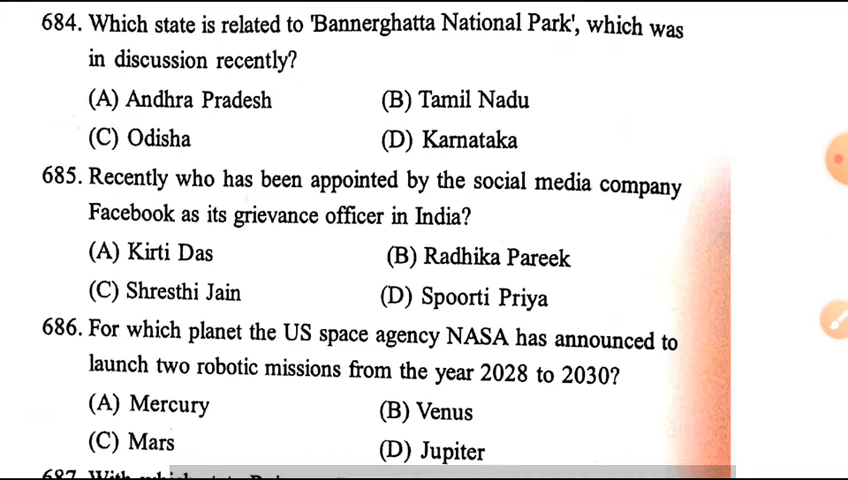 684. Which state is related to 'Bannerghatta National Park', which was
in discussion recently?
(A) Andhra Pradesh (B) Tamil Nadu
(C) Odisha (D) Karnataka
685. Recently who has been appointed by the social media company
Facebook as its grievance officer in India?
(A) Kirti Das (B) Radhika Pareek
(C) Shresthi Jain (D) Spoorti Priya
686. For which planet the US space agency NASA has announced to
launch two robotic missions from the year 2028 to 2030?
(A) Mercury (B) Venus
(C) Mars (D) Jupiter
687. With